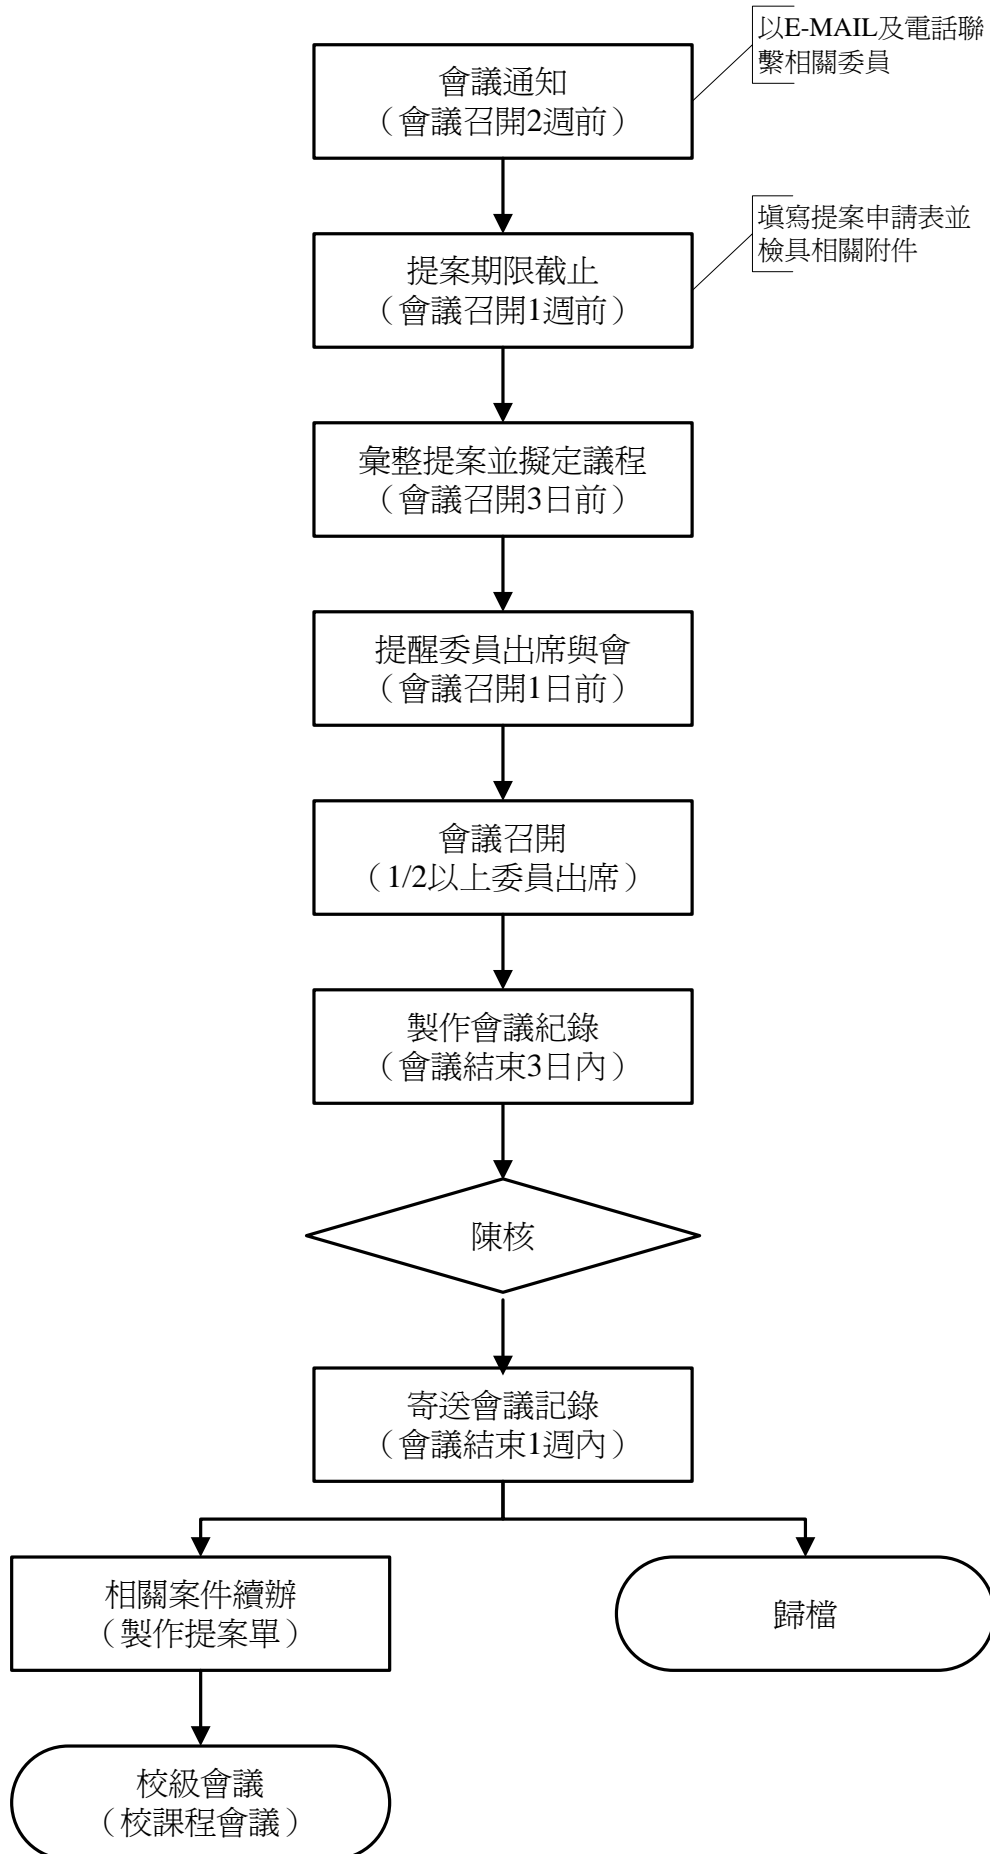 以E-MAIL及電話聯
繫相關委員
會議通知
（會議召開2週前）
填寫提案申請表並
檢具相關附件
提案期限截止
（會議召開1週前）
彙整提案並擬定議程
（會議召開3日前）
提醒委員出席與會
（會議召開1日前）
會議召開
（1/2以上委員出席）
製作會議紀錄
（會議結束3日內）
陳核
寄送會議記錄
（會議結束1週內）
相關案件續辦
（製作提案單）
歸檔
校級會議
（校課程會議）